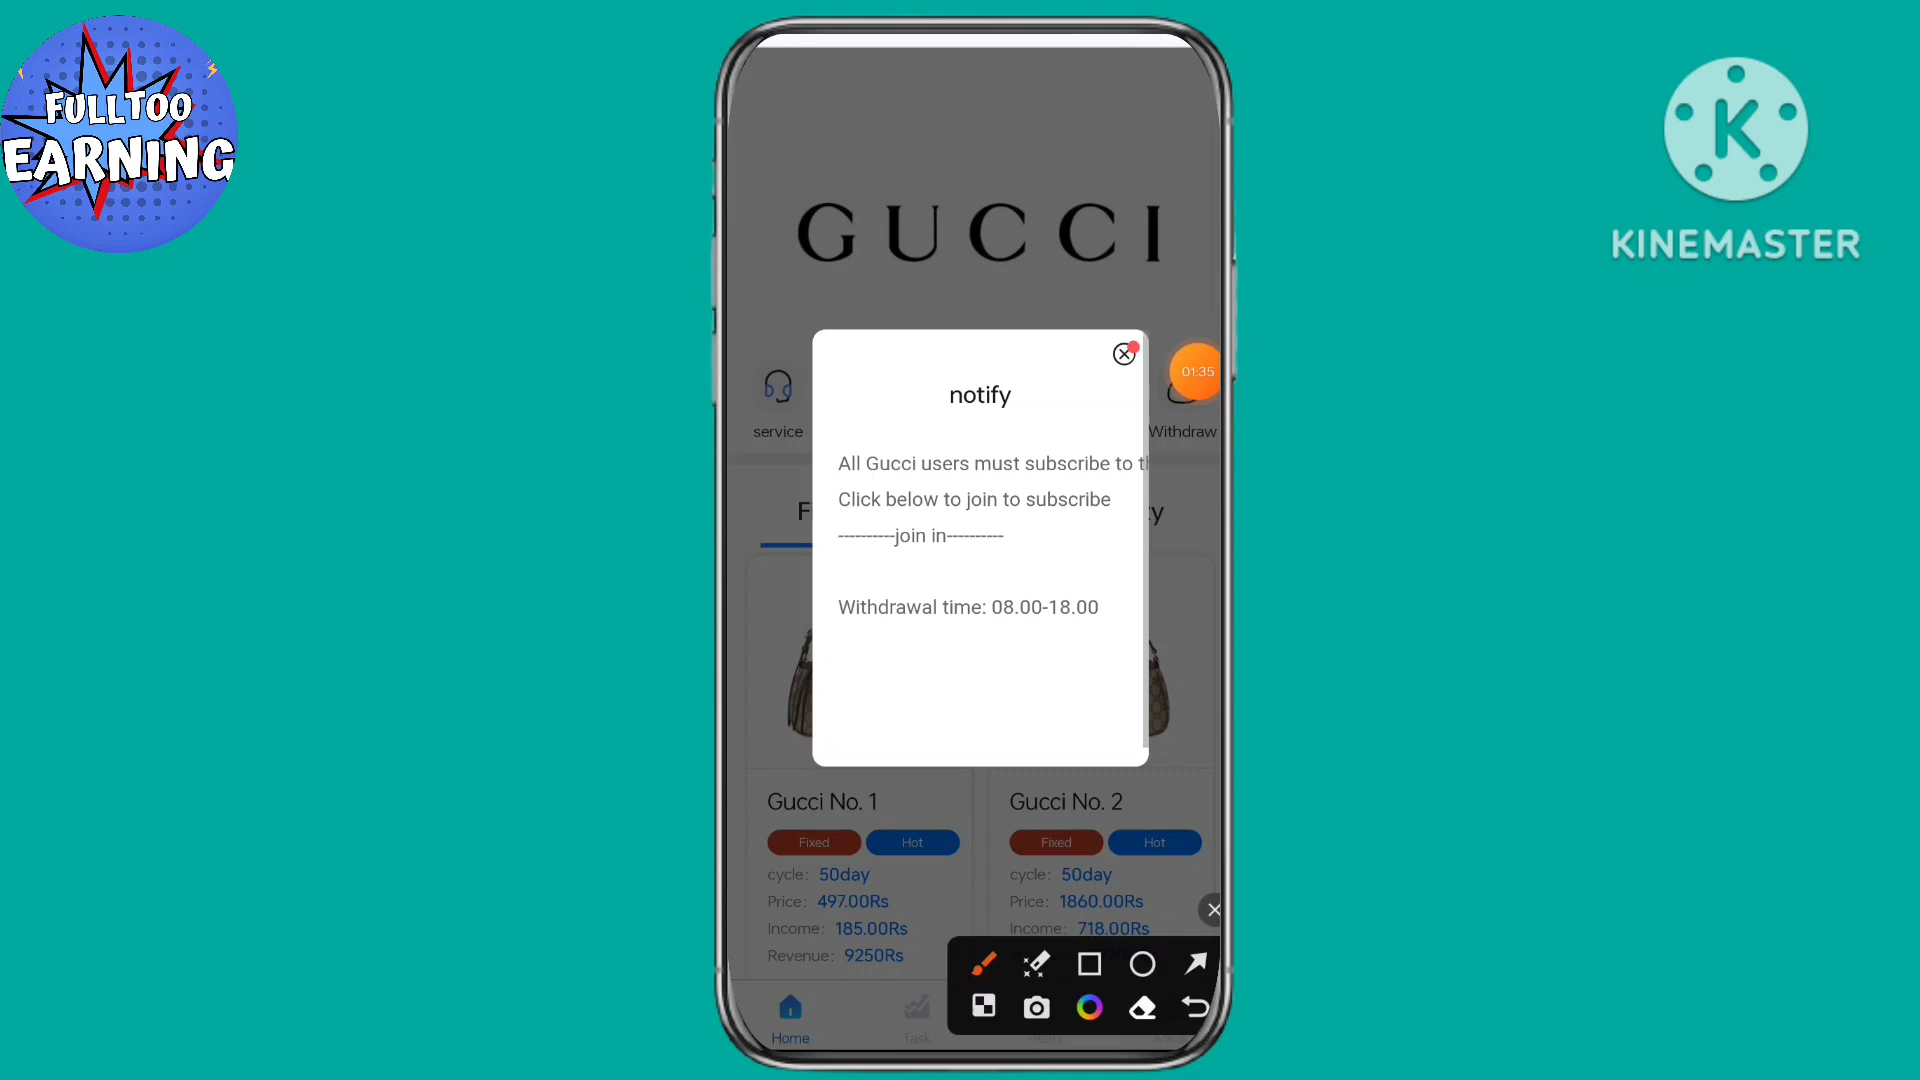 FULLTOO
EARNING
KINEMASTER
GUCCI
01:35
service
Withdraw
notify
All Gucci users must subscribe to
Click below to join to subscribe
----------join in----------
Withdrawal time: 08.00-18.00
Gucci No. 1
Fixed Hot
cycle: 50day
Price: 497.00Rs
Income: 185.00Rs
Revenue: 9250Rs
Gucci No. 2
Fixed Hot
cycle: 50day
Price: 1860.00Rs
Income: 718.00Rs
Home
Task